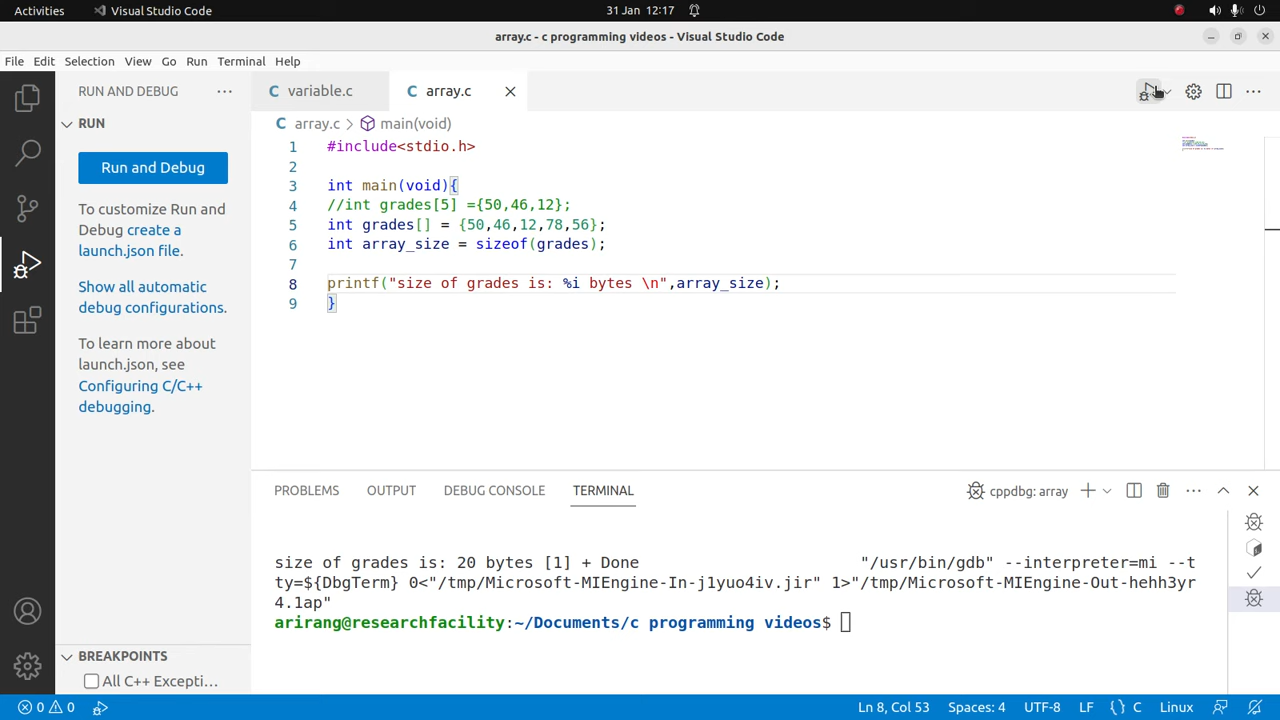 Activities
Visual Studio Code
31 Jan 12:17
array.c - c programming videos - Visual Studio Code
File Edit Selection View Go Run Terminal Help
RUN AND DEBUG ···
RUN
Run and Debug
To customize Run and
Debug create a
launch.json file.
Show all automatic
debug configurations.
To learn more about
launch.json, see
Configuring C/C++
debugging.
BREAKPOINTS
All C++ Excepti...
C variable.c
C array.c
C array.c > main(void)
1 #include<stdio.h>
2
3 int main(void){
4 //int grades[5] ={50,46,12};
5 int grades[] = {50,46,12,78,56};
6 int array_size = sizeof(grades);
7
8 printf("size of grades is: %i bytes \n",array_size);
9 }
PROBLEMS OUTPUT DEBUG CONSOLE TERMINAL
cppdbg: array
size of grades is: 20 bytes [1] + Done "/usr/bin/gdb" --interpreter=mi --t
ty=${DbgTerm} 0<"/tmp/Microsoft-MIEngine-In-j1yuo4iv.jir" 1>"/tmp/Microsoft-MIEngine-Out-hehh3yr
4.1ap"
arirang@researchfacility:~/Documents/c programming videos$
0 0
Ln 8, Col 53 Spaces: 4 UTF-8 LF {} C Linux